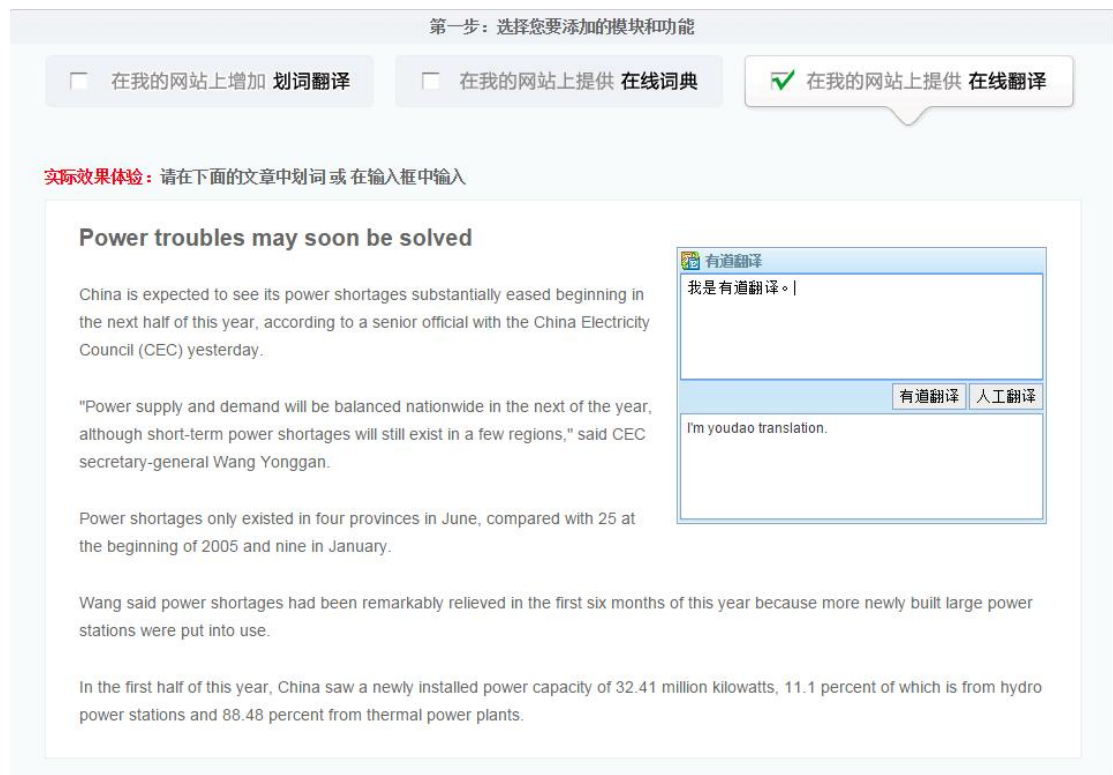 第一步：选择您要添加的模块和功能
在我的网站上增加 划词翻译
在我的网站上提供 在线词典
在我的网站上提供 在线翻译
实际效果体验：请在下面的文章中划词 或 在输入框中输入
Power troubles may soon be solved
China is expected to see its power shortages substantially eased beginning in
the next half of this year, according to a senior official with the China Electricity
Council (CEC) yesterday.
"Power supply and demand will be balanced nationwide in the next of the year,
although short-term power shortages will still exist in a few regions," said CEC
secretary-general Wang Yonggan.
Power shortages only existed in four provinces in June, compared with 25 at
the beginning of 2005 and nine in January.
Wang said power shortages had been remarkably relieved in the first six months of this year because more newly built large power
stations were put into use.
In the first half of this year, China saw a newly installed power capacity of 32.41 million kilowatts, 11.1 percent of which is from hydro
power stations and 88.48 percent from thermal power plants.
有道翻译
我是有道翻译。
有道翻译
人工翻译
I'm youdao translation.